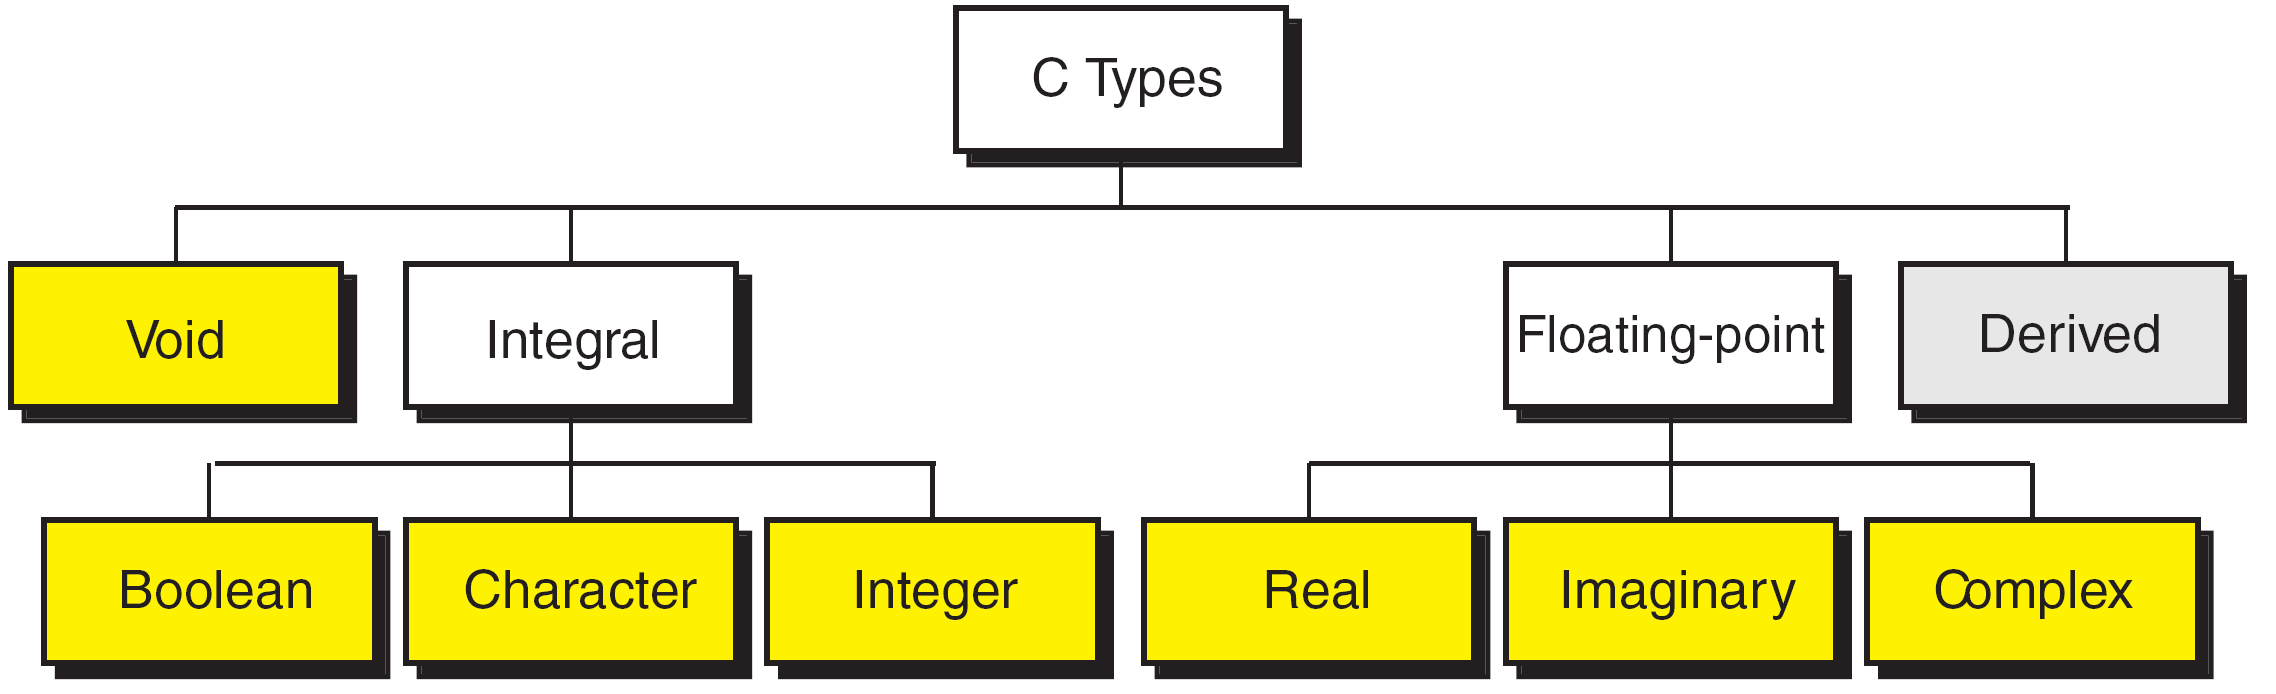 C Types
Void
Integral
Floating-point
Derived
Boolean
Character
Integer
Real
Imaginary
Complex